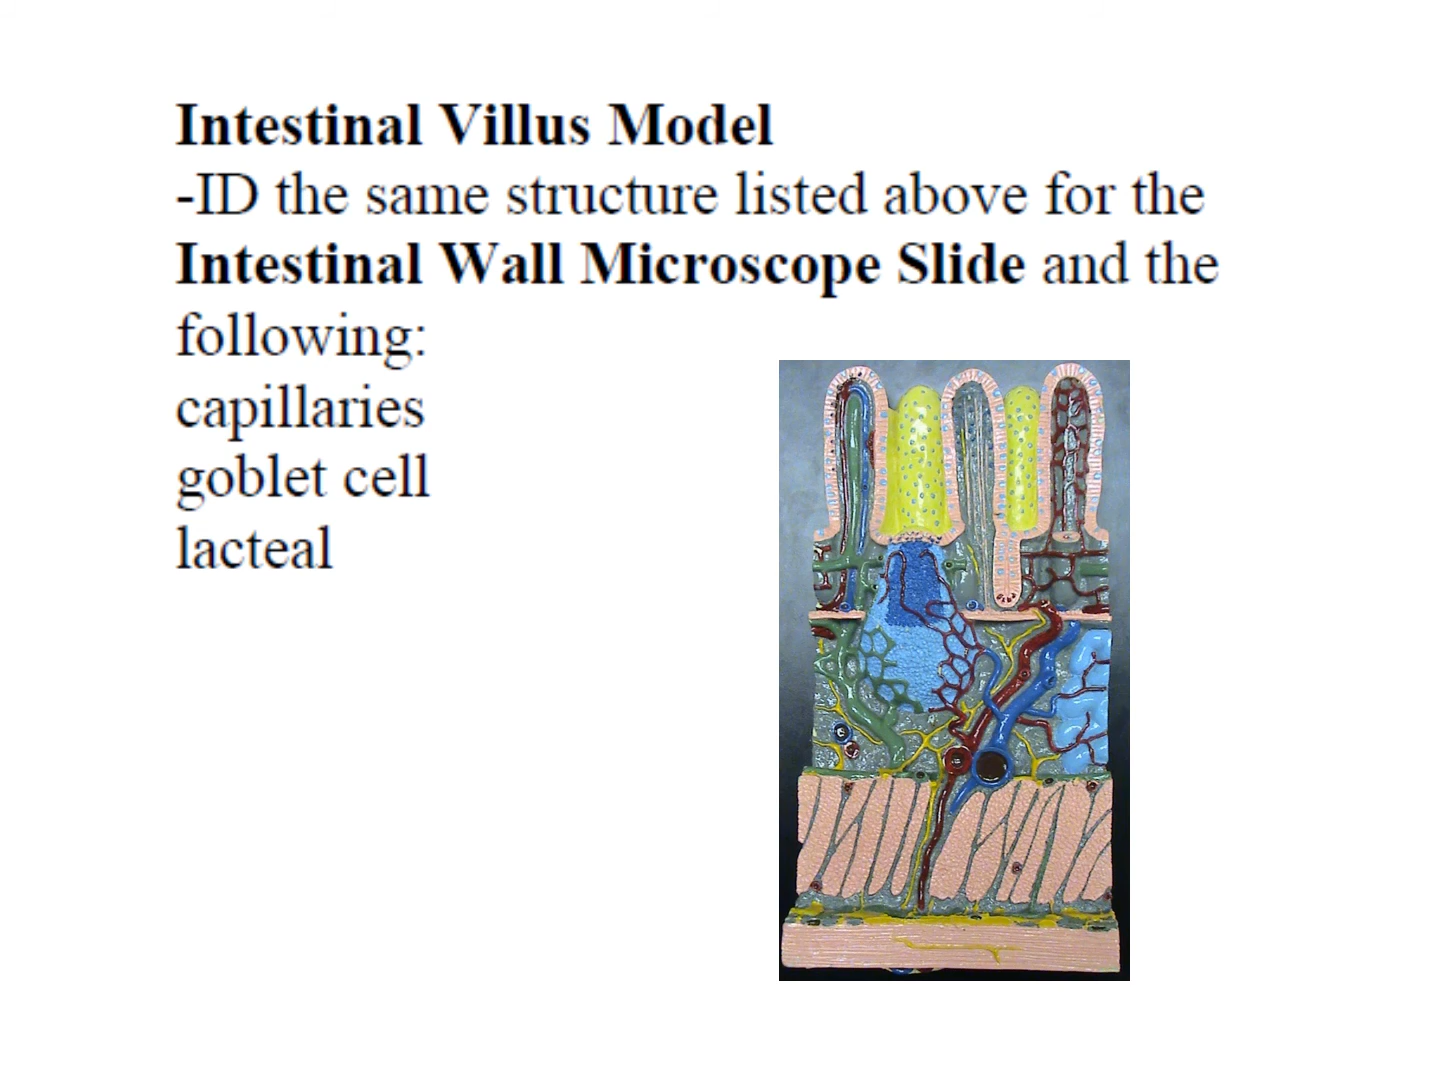 Intestinal Villus Model
-ID the same structure listed above for the
Intestinal Wall Microscope Slide and the
following:
capillaries
goblet cell
lacteal